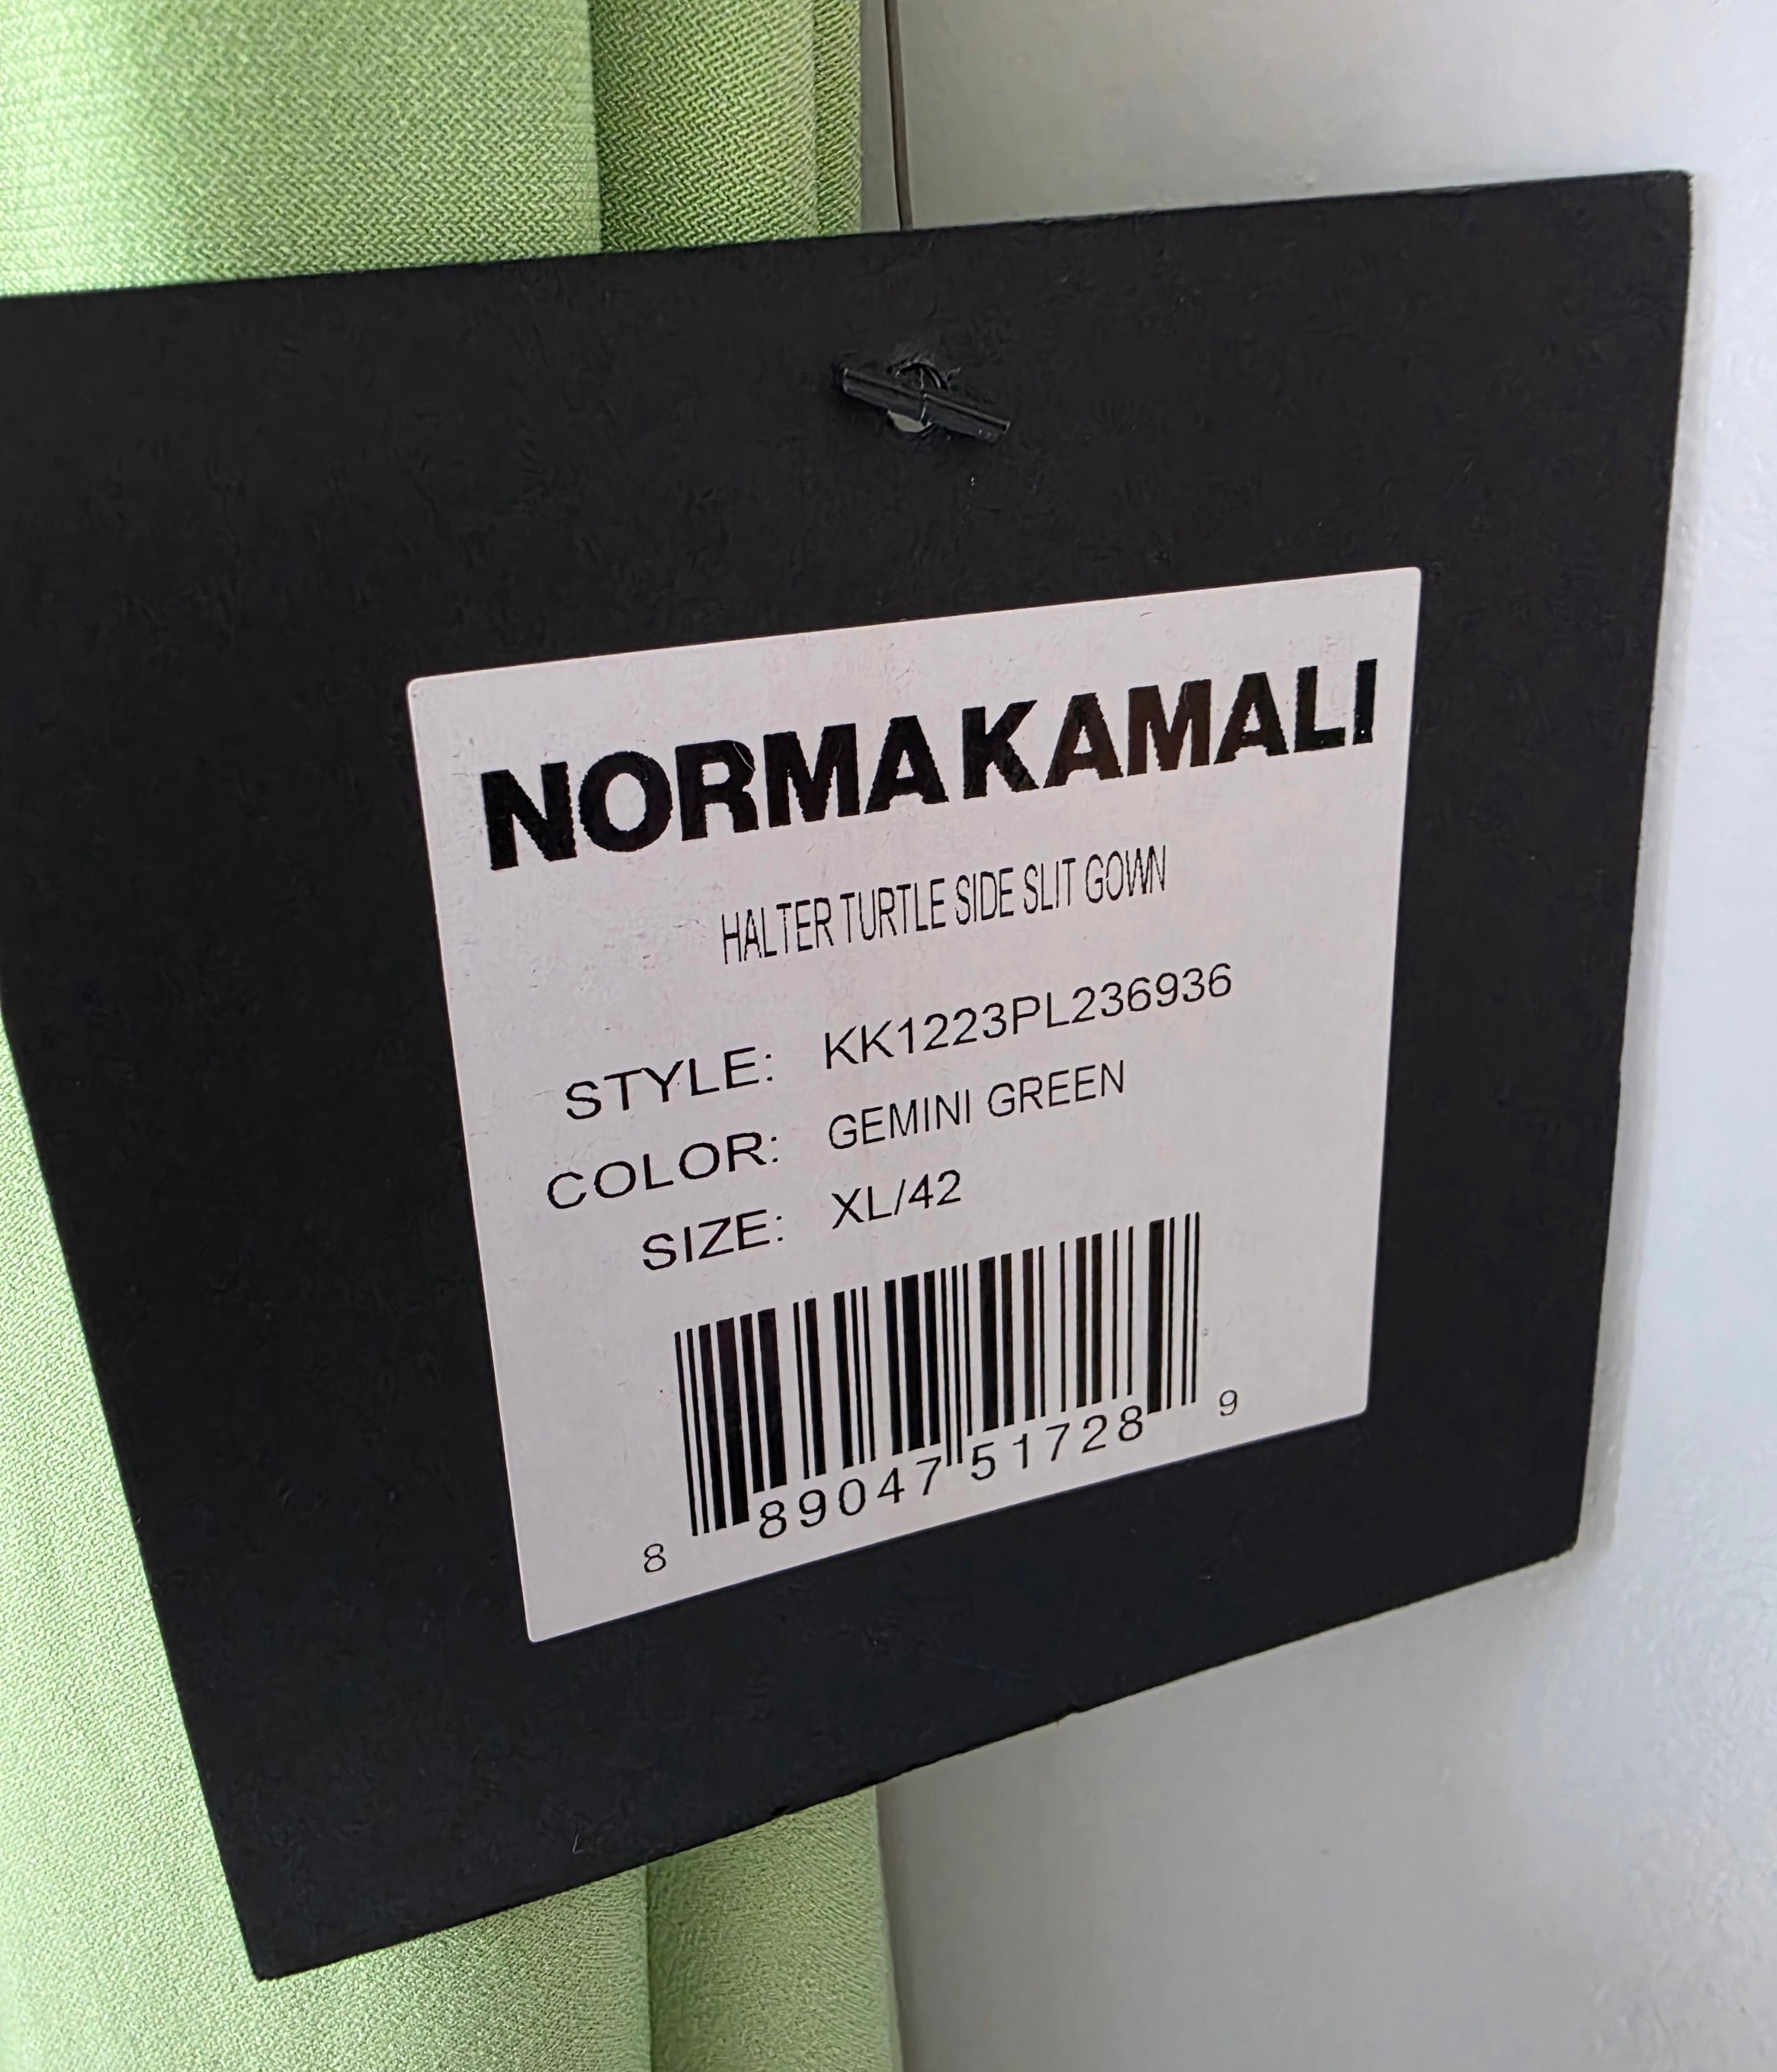 NORMA KAMALI
HALTER TURTLE SIDE SLIT GOWN
STYLE: KK1223PL236936
COLOR: GEMINI GREEN
SIZE: XL/42
8 89047 51728 9